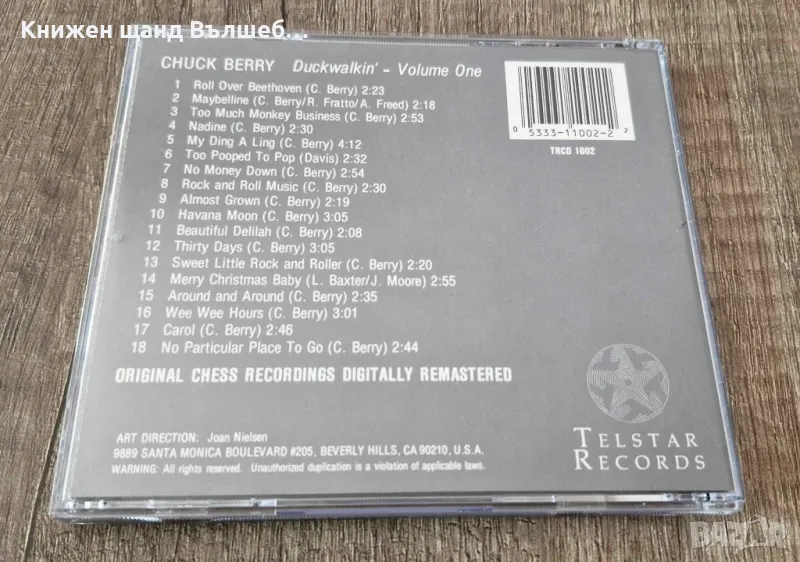 Книжен шанд Вълшеб...
CHUCK BERRY Duckwalkin' - Volume One
1 Roll Over Beethoven (C. Berry) 2:23
2 Maybelline (C. Berry/R. Fratto/A. Freed) 2:18
3 Too Much Monkey Business (C. Berry) 2:53
4 Nadine (C. Berry) 2:30
5 My Ding A Ling (C. Berry) 4:12
6 Too Pooped To Pop (Davis) 2:32
7 No Money Down (C. Berry) 2:54
8 Rock and Roll Music (C. Berry) 2:30
9 Almost Grown (C. Berry) 2:19
10 Havana Moon (C. Berry) 3:05
11 Beautiful Delilah (C. Berry) 2:08
12 Thirty Days (C. Berry) 3:05
13 Sweet Little Rock and Roller (C. Berry) 2:20
14 Merry Christmas Baby (L. Baxter/J. Moore) 2:55
15 Around and Around (C. Berry) 2:35
16 Wee Wee Hours (C. Berry) 3:01
17 Carol (C. Berry) 2:46
18 No Particular Place To Go (C. Berry) 2:44
0 5333-11002-2 2
TRCD 1002
ORIGINAL CHESS RECORDINGS DIGITALLY REMASTERED
ART DIRECTION: Joan Nielsen
9889 SANTA MONICA BOULEVARD #205, BEVERLY HILLS, CA 90210, U.S.A.
WARNING: All rights reserved. Unauthorized duplication is a violation of applicable laws.
TELSTAR
RECORDS
BAZAR